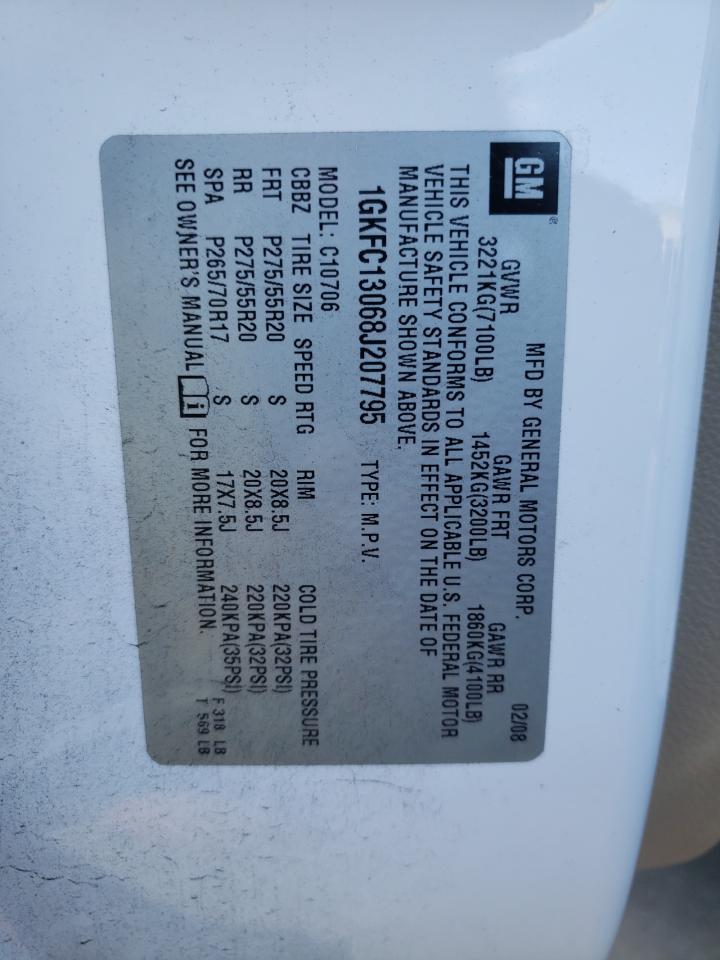 GM®
MFD BY GENERAL MOTORS CORP. 02/08
GVWR GAWR FRT GAWR RR
3221KG(7100LB) 1452KG(3200LB) 1860KG(4100LB)
THIS VEHICLE CONFORMS TO ALL APPLICABLE U.S. FEDERAL MOTOR
VEHICLE SAFETY STANDARDS IN EFFECT ON THE DATE OF
MANUFACTURE SHOWN ABOVE.
1GKFC13068J207795 TYPE: M.P.V.
MODEL: C10706
CBBZ TIRE SIZE SPEED RTG RIM COLD TIRE PRESSURE
FRT P275/55R20 S 20X8.5J 220KPA(32PSI)
RR P275/55R20 S 20X8.5J 220KPA(32PSI)
SPA P265/70R17 S 17X7.5J 240KPA(35PSI) F 318 LB
SEE OWNER'S MANUAL FOR MORE INFORMATION. T 569 LB